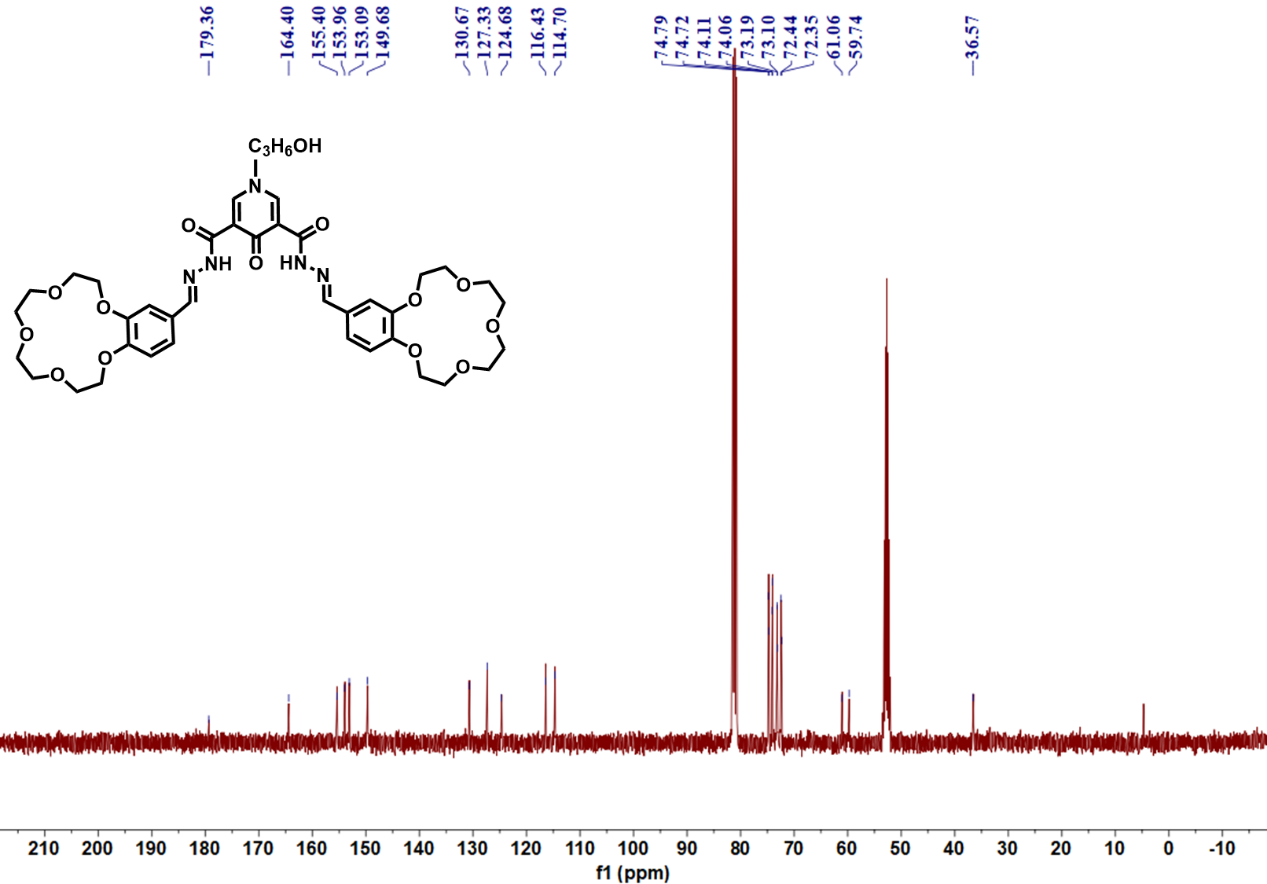 179.36
164.40
155.40
153.96
153.09
149.68
130.67
127.33
124.68
116.43
114.70
74.79
74.72
74.11
74.06
73.19
73.10
72.44
72.35
61.06
59.74
36.57
C₃H₆OH
N
O O
O
N NH HN N
O O O O
O O
O O O O
210 200 190 180 170 160 150 140 130 120 110 100 90 80 70 60 50 40 30 20 10 0 -10
f1 (ppm)